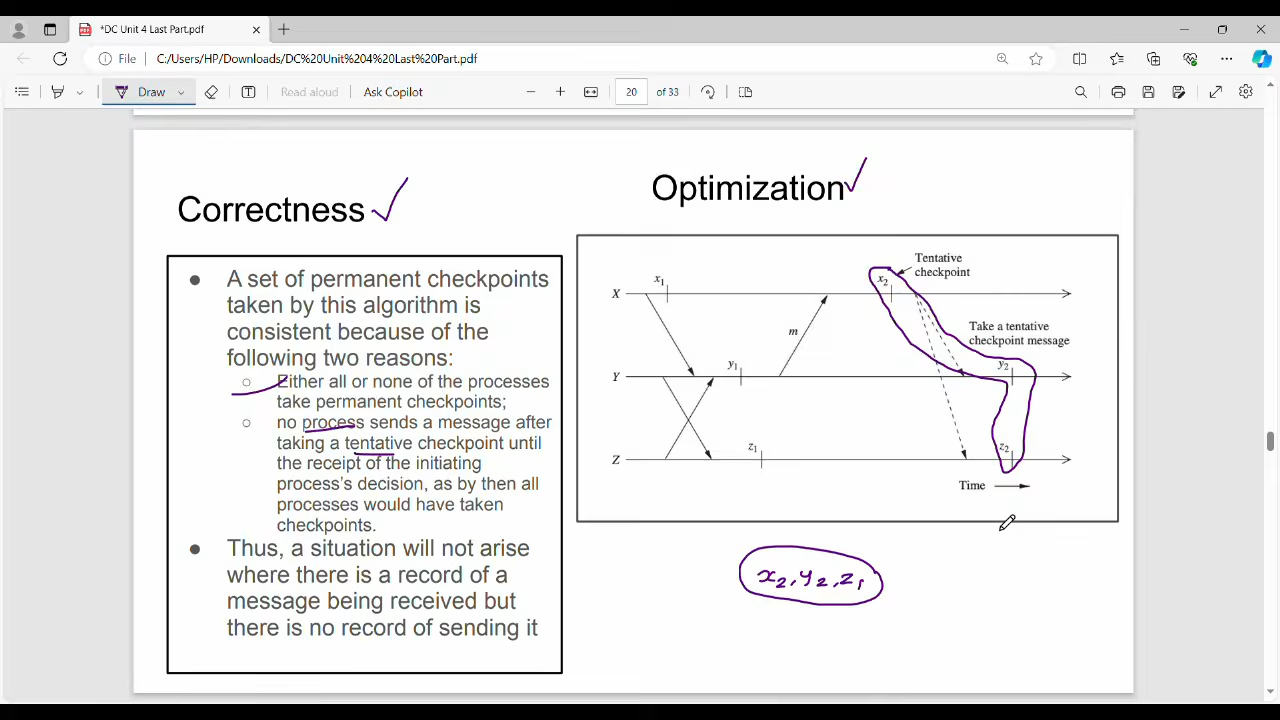 *DC Unit 4 Last Part.pdf
File
C:/Users/HP/Downloads/DC%20Unit%204%20Last%20Part.pdf
Draw
Read aloud
Ask Copilot
20
of 33
Correctness
A set of permanent checkpoints
taken by this algorithm is
consistent because of the
following two reasons:
Either all or none of the processes
take permanent checkpoints;
no process sends a message after
taking a tentative checkpoint until
the receipt of the initiating
process's decision, as by then all
processes would have taken
checkpoints.
Thus, a situation will not arise
where there is a record of a
message being received but
there is no record of sending it
Optimization
Tentative
checkpoint
x1
x2
X
Take a tentative
checkpoint message
m
y1
y2
Y
z1
z2
Z
Time
x2, y2, z1